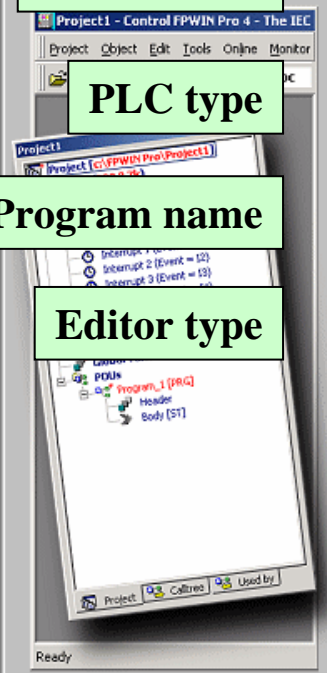 Project1 - Control FPWIN Pro 4 - The IEC
Project Object Edit Tools Online Monitor
PLC type
Project1
Project [C:\FPWIN Pro\Project1]
Program name
Interrupt 2 (Event = I2)
Interrupt 3 (Event = I3)
Editor type
POUs
Program_1 [PRG]
Header
Body [ST]
Project Calltree Used by
Ready